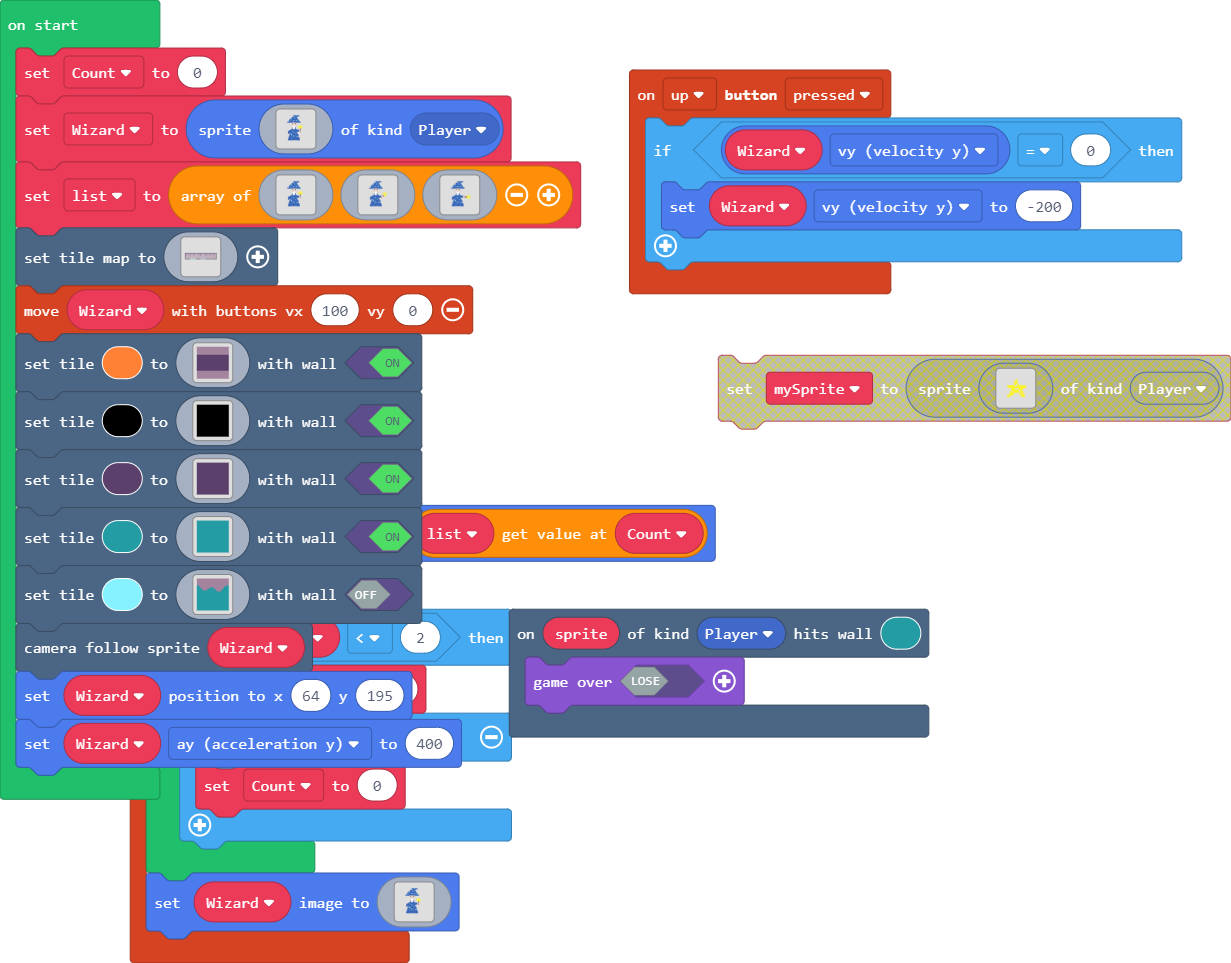 on start
set Count to 0
set Wizard to sprite of kind Player
set list to array of
set tile map to
move Wizard with buttons vx 100 vy 0
set tile to with wall ON
set tile to with wall ON
set tile to with wall ON
set tile to with wall ON
set tile to with wall OFF
camera follow sprite Wizard
set Wizard position to x 64 y 195
set Wizard ay (acceleration y) to 400
list get value at Count
< 2 then
set Count to 0
set Wizard image to
on up button pressed
if Wizard vy (velocity y) = 0 then
set Wizard vy (velocity y) to -200
set mySprite to sprite of kind Player
on sprite of kind Player hits wall
game over LOSE